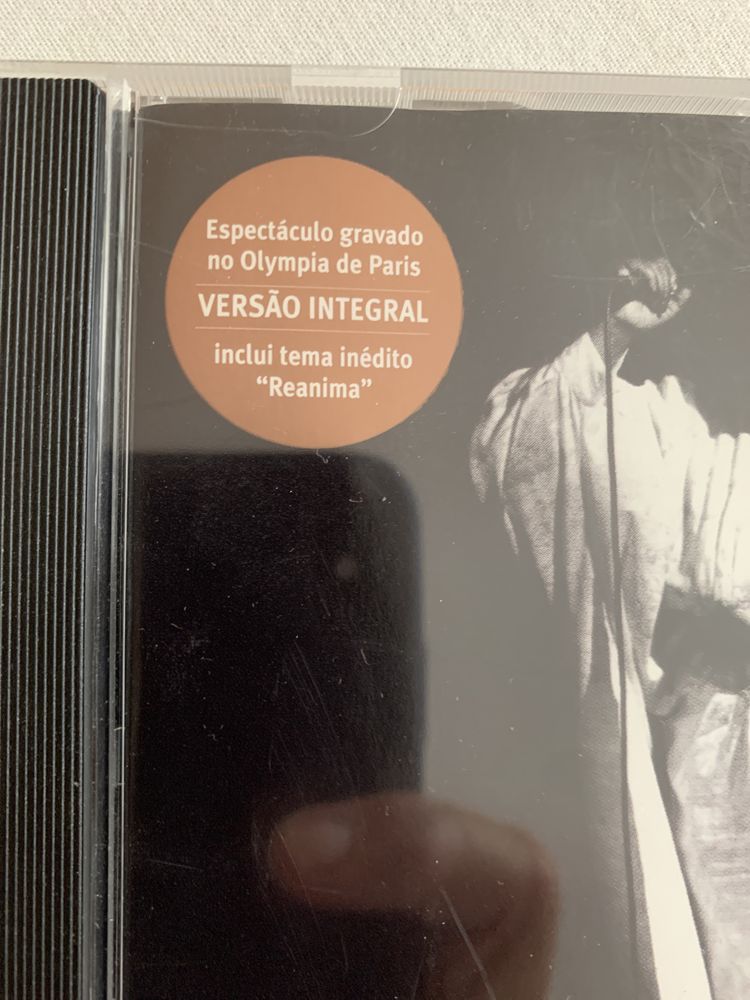 Espectáculo gravado
no Olympia de Paris
VERSÃO INTEGRAL
inclui tema inédito
“Reanima”